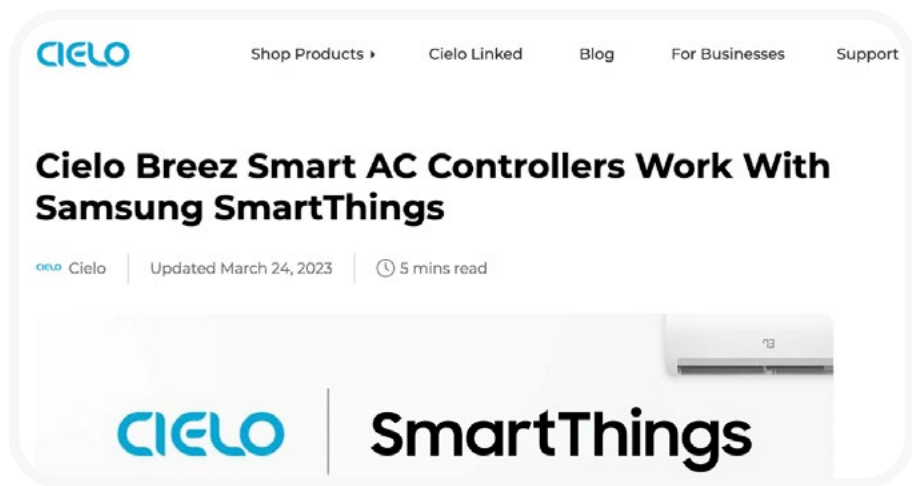 CIELO
Shop Products Cielo Linked Blog For Businesses Support
Cielo Breez Smart AC Controllers Work With
Samsung SmartThings
CIELO Cielo Updated March 24, 2023 5 mins read
CIELO SmartThings